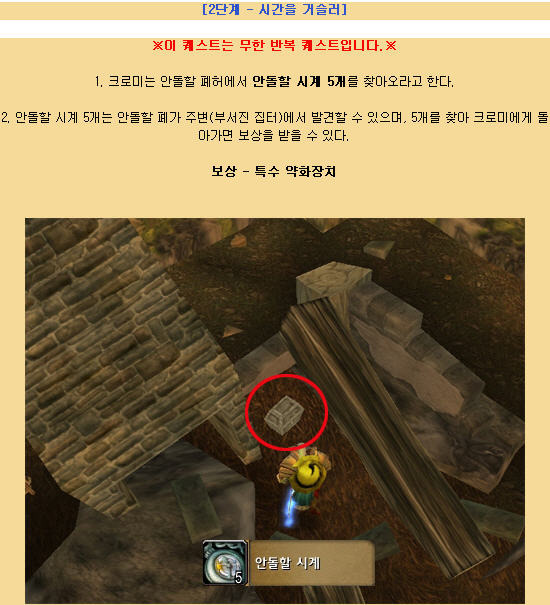 [2단계 - 시간을 거슬러]
※이 퀘스트는 무한 반복 퀘스트입니다.※
1. 크로미는 안돌할 폐허에서 안돌할 시계 5개를 찾아오라고 한다.
2. 안돌할 시계 5개는 안돌할 폐가 주변(부서진 집터)에서 발견할 수 있으며, 5개를 찾아 크로미에게 돌
아가면 보상을 받을 수 있다.
보상 - 특수 약화장치
안돌할 시계
5